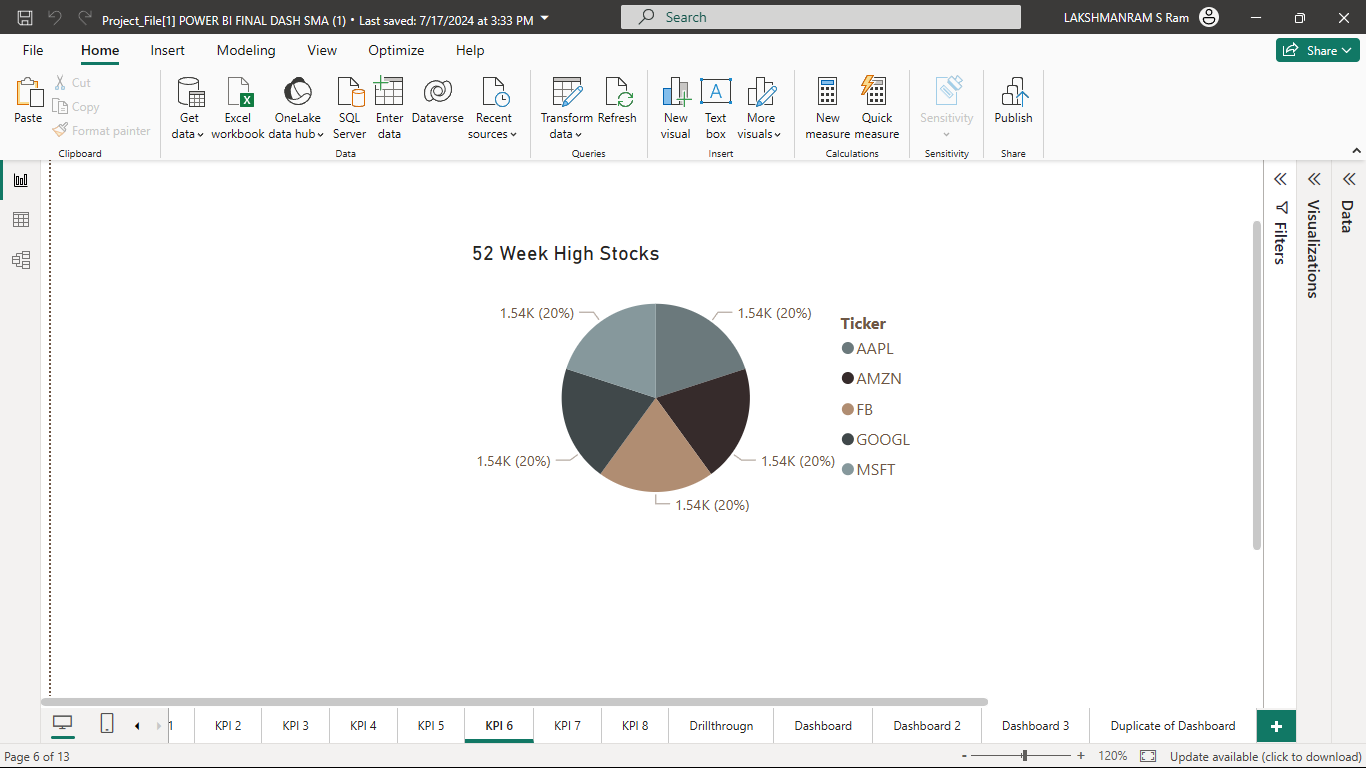 Project_File[1] POWER BI FINAL DASH SMA (1) • Last saved: 7/17/2024 at 3:33 PM
Search
LAKSHMANRAM S Ram
File Home Insert Modeling View Optimize Help
Share
Paste
Cut
Copy
Format painter
Clipboard
Get data
Excel workbook
OneLake data hub
SQL Server
Enter data
Dataverse
Recent sources
Data
Transform data
Refresh
Queries
New visual
Text box
More visuals
Insert
New measure
Quick measure
Calculations
Sensitivity
Sensitivity
Publish
Share
Filters
Visualizations
Data
52 Week High Stocks
1.54K (20%)
1.54K (20%)
1.54K (20%)
1.54K (20%)
1.54K (20%)
Ticker
AAPL
AMZN
FB
GOOGL
MSFT
1 KPI 2 KPI 3 KPI 4 KPI 5 KPI 6 KPI 7 KPI 8 Drillthrougn Dashboard Dashboard 2 Dashboard 3 Duplicate of Dashboard +
Page 6 of 13
- + 120%
Update available (click to download)